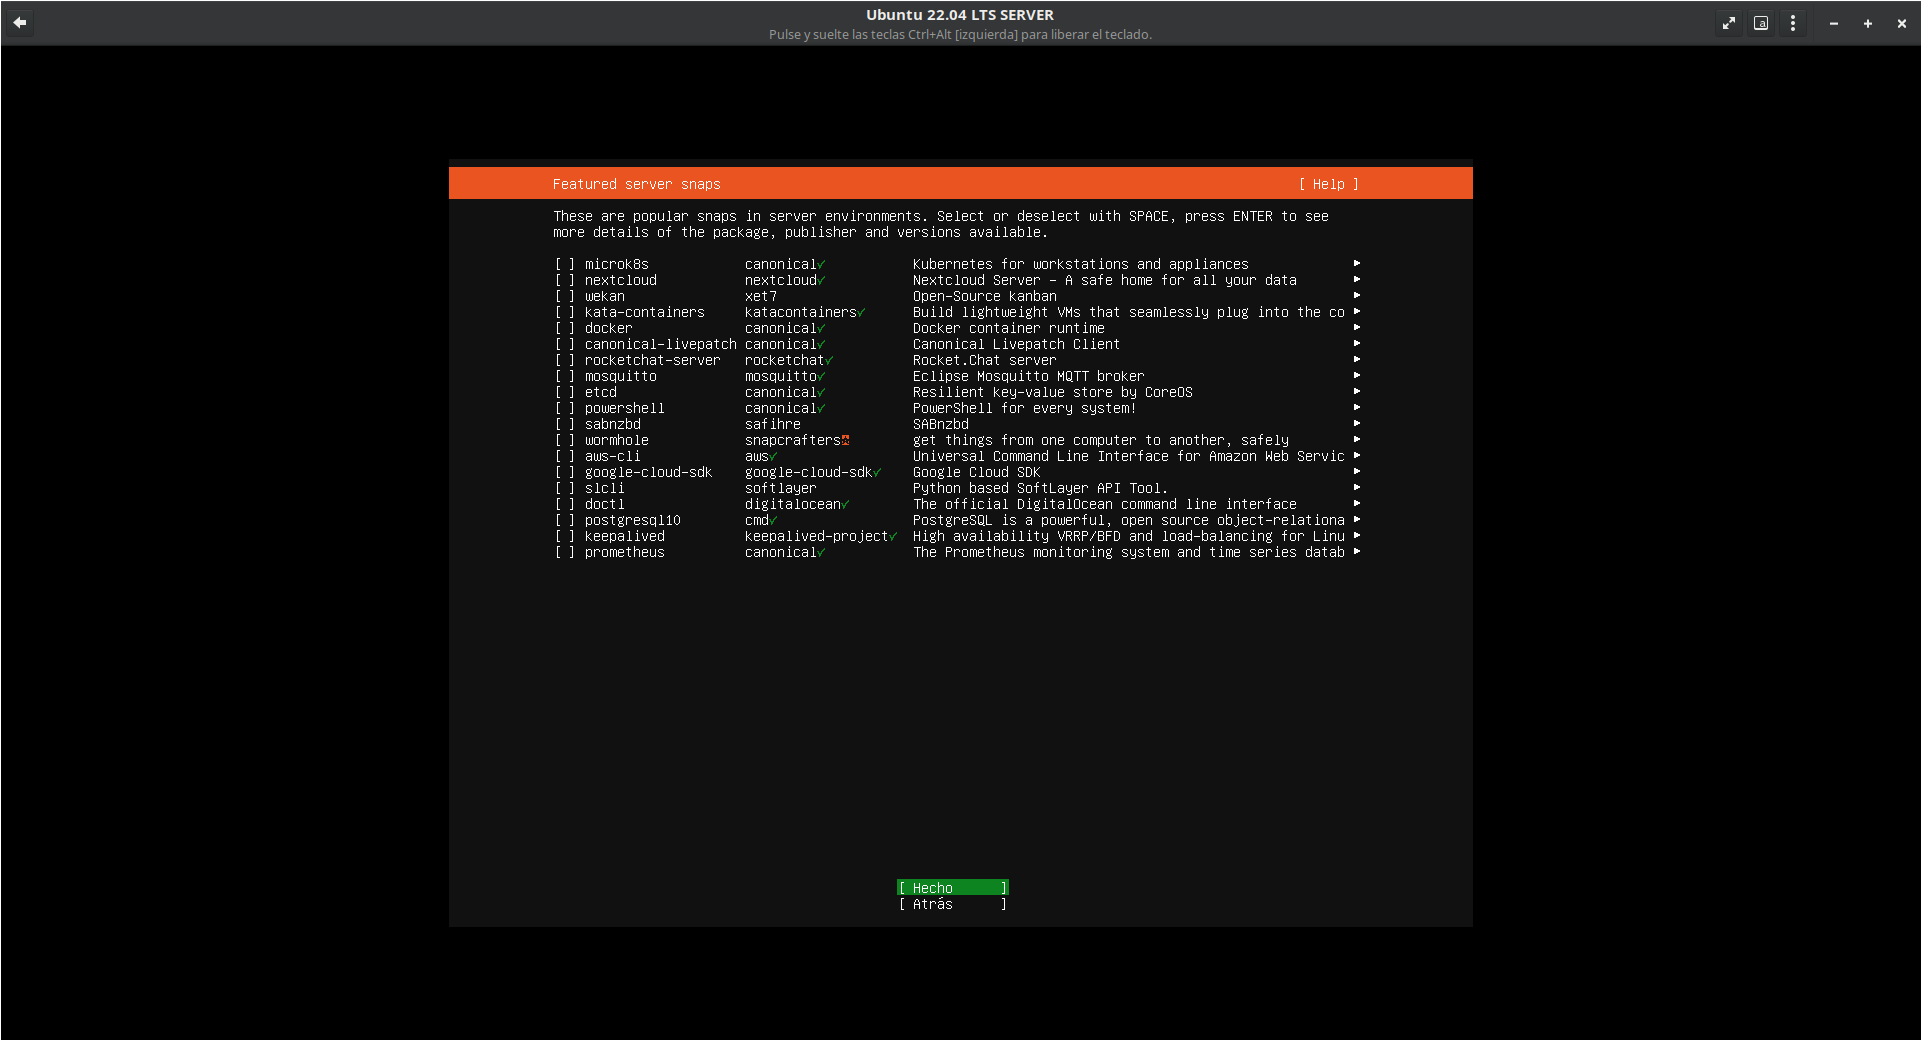 Ubuntu 22.04 LTS SERVER
Pulse y suelte las teclas Ctrl+Alt [izquierda] para liberar el teclado.
Featured server snaps [ Help ]
These are popular snaps in server environments. Select or deselect with SPACE, press ENTER to see
more details of the package, publisher and versions available.
[ ] microk8s canonical✓ Kubernetes for workstations and appliances ▶
[ ] nextcloud nextcloud✓ Nextcloud Server - A safe home for all your data ▶
[ ] wekan xet7 Open-Source kanban ▶
[ ] kata-containers katacontainers✓ Build lightweight VMs that seamlessly plug into the co ▶
[ ] docker canonical✓ Docker container runtime ▶
[ ] canonical-livepatch canonical✓ Canonical Livepatch Client ▶
[ ] rocketchat-server rocketchat✓ Rocket.Chat server ▶
[ ] mosquitto mosquitto✓ Eclipse Mosquitto MQTT broker ▶
[ ] etcd canonical✓ Resilient key-value store by CoreOS ▶
[ ] powershell canonical✓ PowerShell for every system! ▶
[ ] sabnzbd safihre SABnzbd ▶
[ ] wormhole snapcrafters get things from one computer to another, safely ▶
[ ] aws-cli aws✓ Universal Command Line Interface for Amazon Web Servic ▶
[ ] google-cloud-sdk google-cloud-sdk✓ Google Cloud SDK ▶
[ ] slcli softlayer Python based SoftLayer API Tool. ▶
[ ] doctl digitalocean✓ The official DigitalOcean command line interface ▶
[ ] postgresql10 cmd✓ PostgreSQL is a powerful, open source object-relationa ▶
[ ] keepalived keepalived-project✓ High availability VRRP/BFD and load-balancing for Linu ▶
[ ] prometheus canonical✓ The Prometheus monitoring system and time series datab ▶
[ Hecho ]
[ Atrás ]